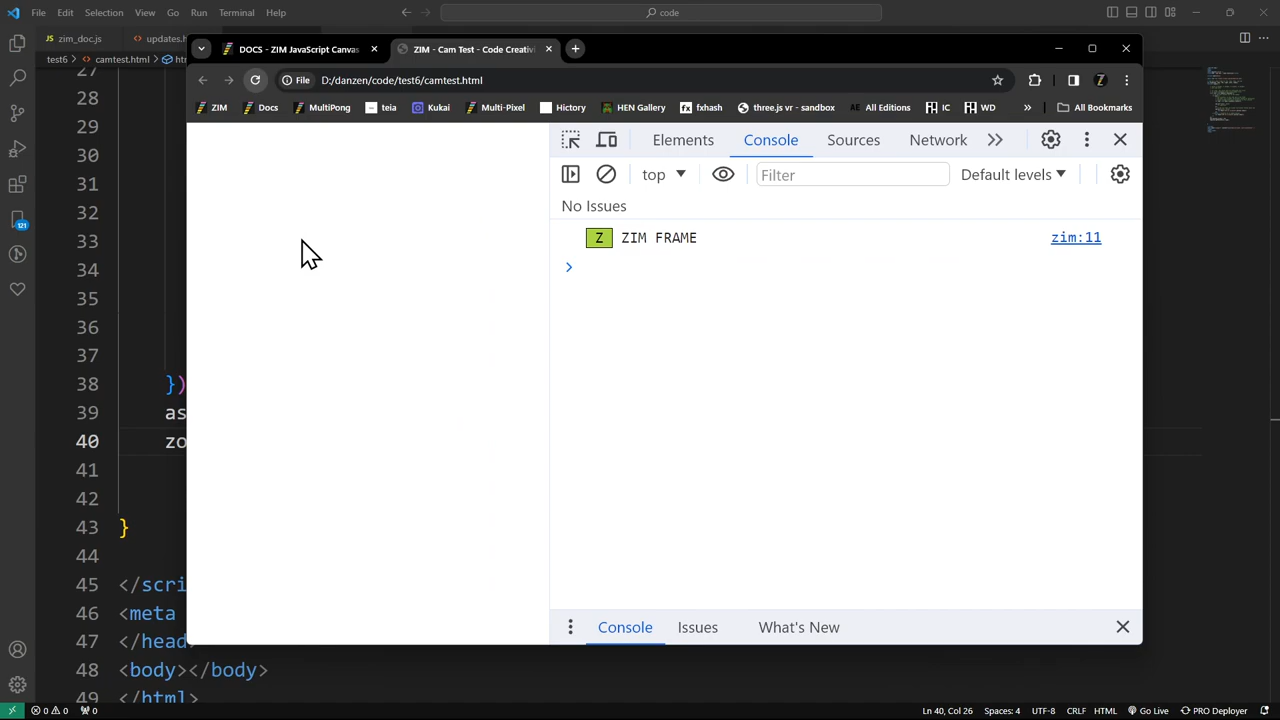 File Edit Selection View Go Run Terminal Help
code
zim_doc.js
updates.h
test6 > camtest.html > ht
DOCS - ZIM JavaScript Canvas
ZIM - Cam Test - Code Creativi
File D:/danzen/code/test6/camtest.html
ZIM Docs MultiPong teia Kukai Multi-Pixel Hictory HEN Gallery fxhash three.js vr - sandbox AE All Editions IC WD » All Bookmarks
Elements Console Sources Network
top Filter Default levels
No Issues
Z ZIM FRAME zim:11
>
Console Issues What's New
27
28
29
30
31
32
33
34
35
36
37
38 })
39 as
40 zo
41
42
43 }
44
45 </scri
46 <meta
47 </head
48 <body></body>
49 </html>
121
0 0 0 Ln 40, Col 26 Spaces: 4 UTF-8 CRLF HTML Go Live PRO Deployer